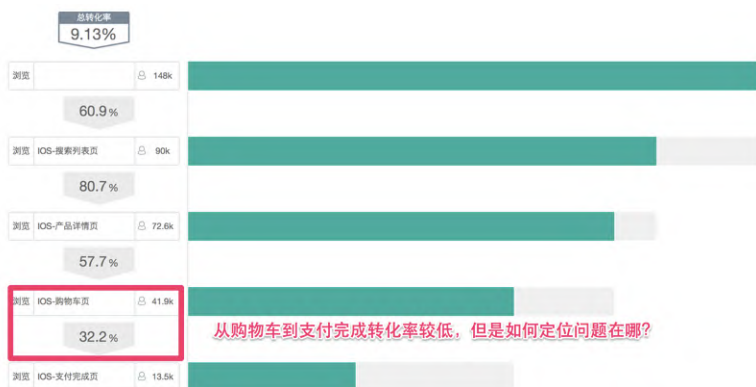 总转化率
9.13%
浏览 148k
60.9%
浏览 IOS-搜索列表页 90k
80.7%
浏览 IOS-产品详情页 72.6k
57.7%
浏览 IOS-购物车页 41.9k
32.2%
从购物车到支付完成转化率较低，但是如何定位问题在哪？
浏览 IOS-支付完成页 13.5k